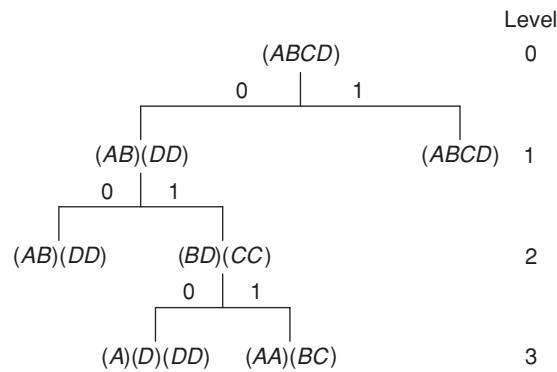 Level
(ABCD) 0
0 1
(AB)(DD) (ABCD) 1
0 1
(AB)(DD) (BD)(CC) 2
0 1
(A)(D)(DD) (AA)(BC) 3